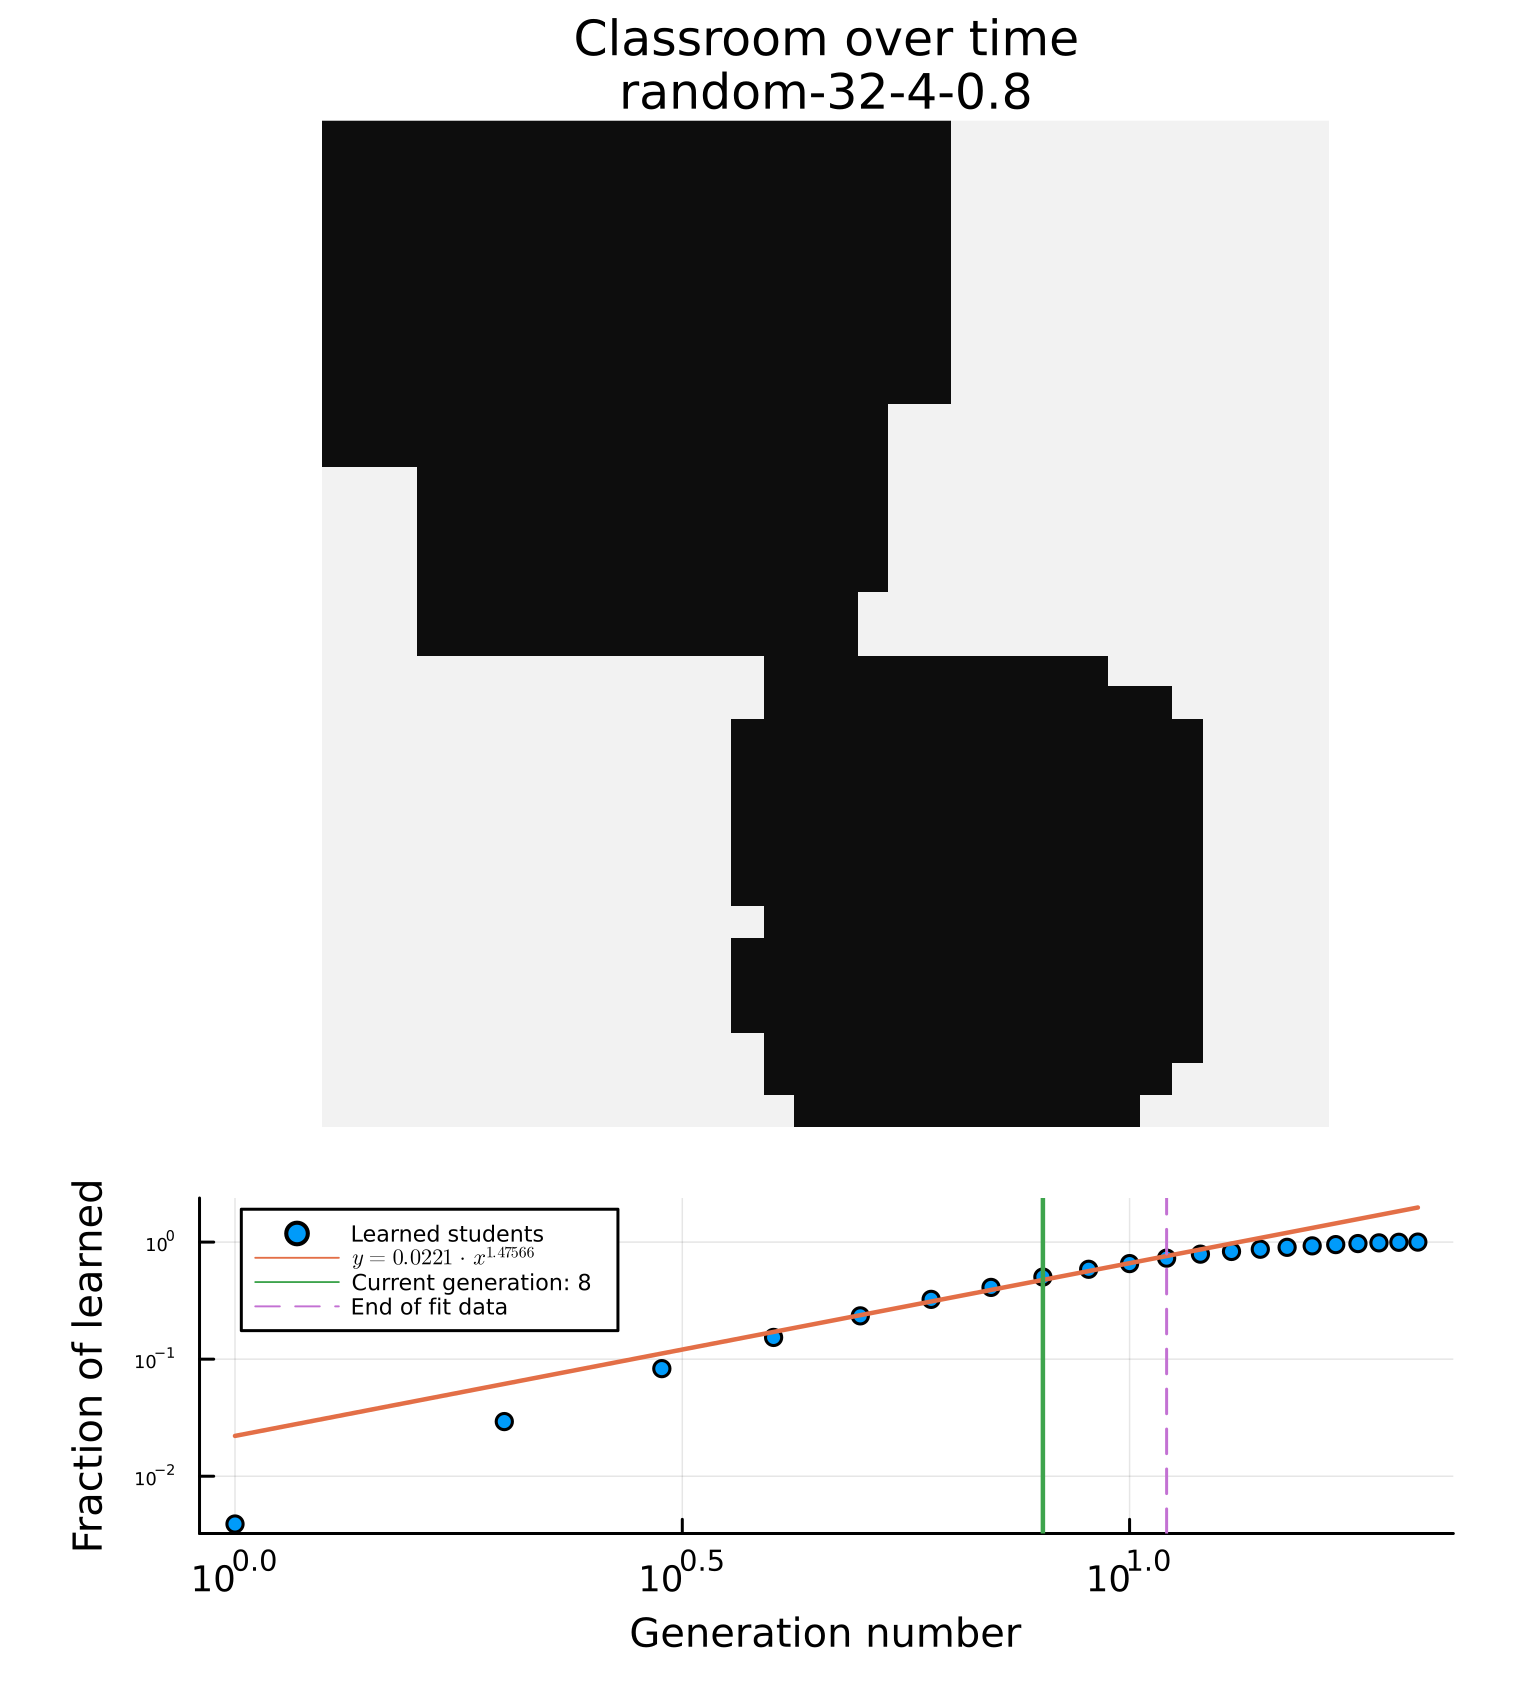 Classroom over time
random-32-4-0.8
Fraction of learned
Learned students
y = 0.0221 · x^1.47566
Current generation: 8
End of fit data
10^0
10^−1
10^−2
10^0.0
10^0.5
10^1.0
Generation number